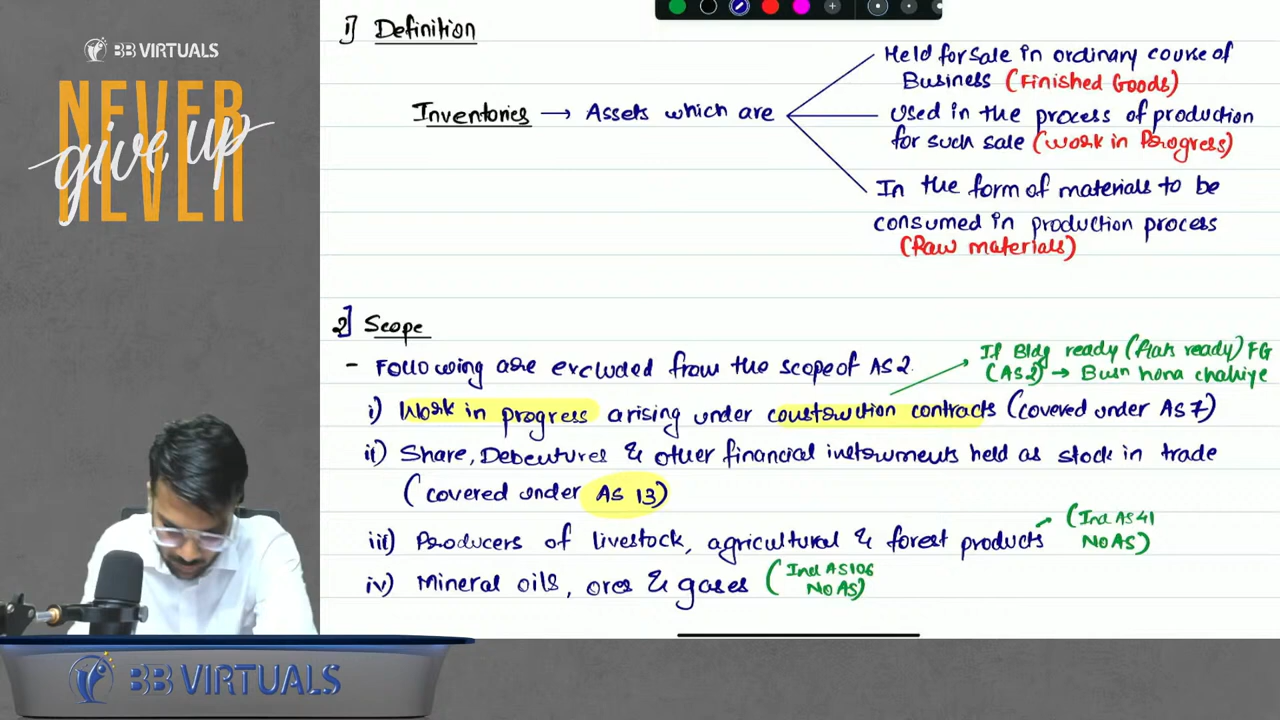 BB VIRTUALS
NEVER
give up
NEVER
1] Definition
Inventories → Assets which are
Held for sale in ordinary course of
Business (Finished Goods)
Used in the process of production
for such sale (Work in Progress)
In the form of materials to be
consumed in production process
(Raw materials)
2] Scope
- Following are excluded from the scope of AS 2.
If Bldg ready (flats ready) FG
(AS2) → Busn hona chahiye
i) Work in progress arising under construction contracts (covered under AS 7)
ii) Share, Debentures & other financial instruments held as stock in trade
(covered under AS 13)
iii) Producers of livestock, agricultural & forest products
(Ind AS 41
No AS)
iv) Mineral oils, ores & gases
(Ind AS 106
No AS)
BB VIRTUALS